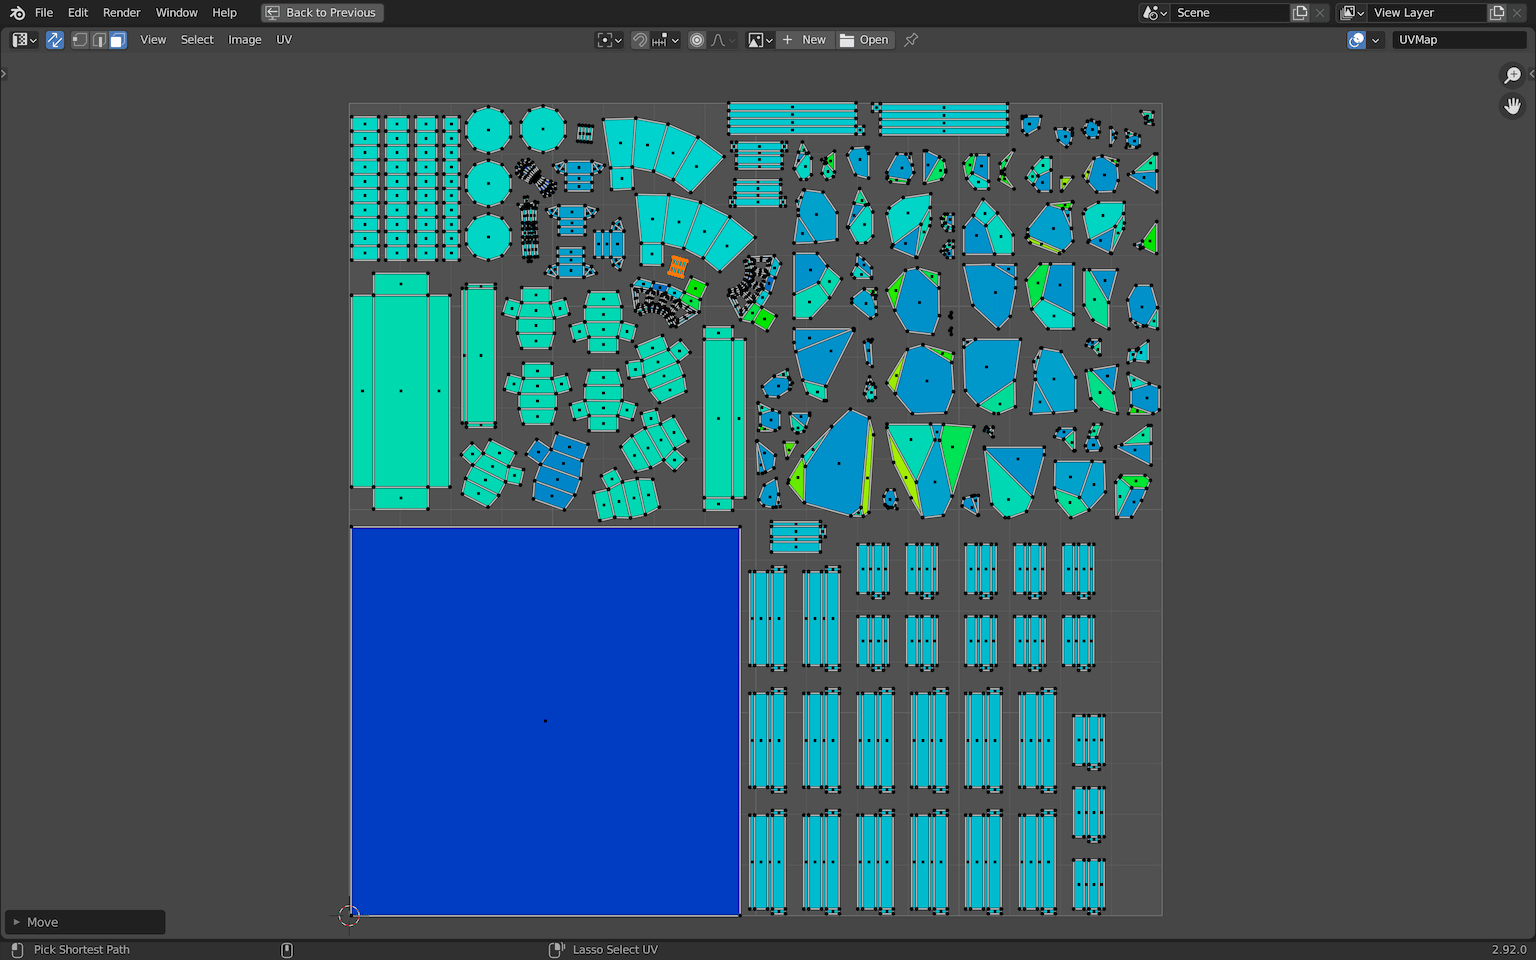 File Edit Render Window Help Back to Previous Scene View Layer
View Select Image UV New Open UVMap
Move
Pick Shortest Path Lasso Select UV 2.92.0